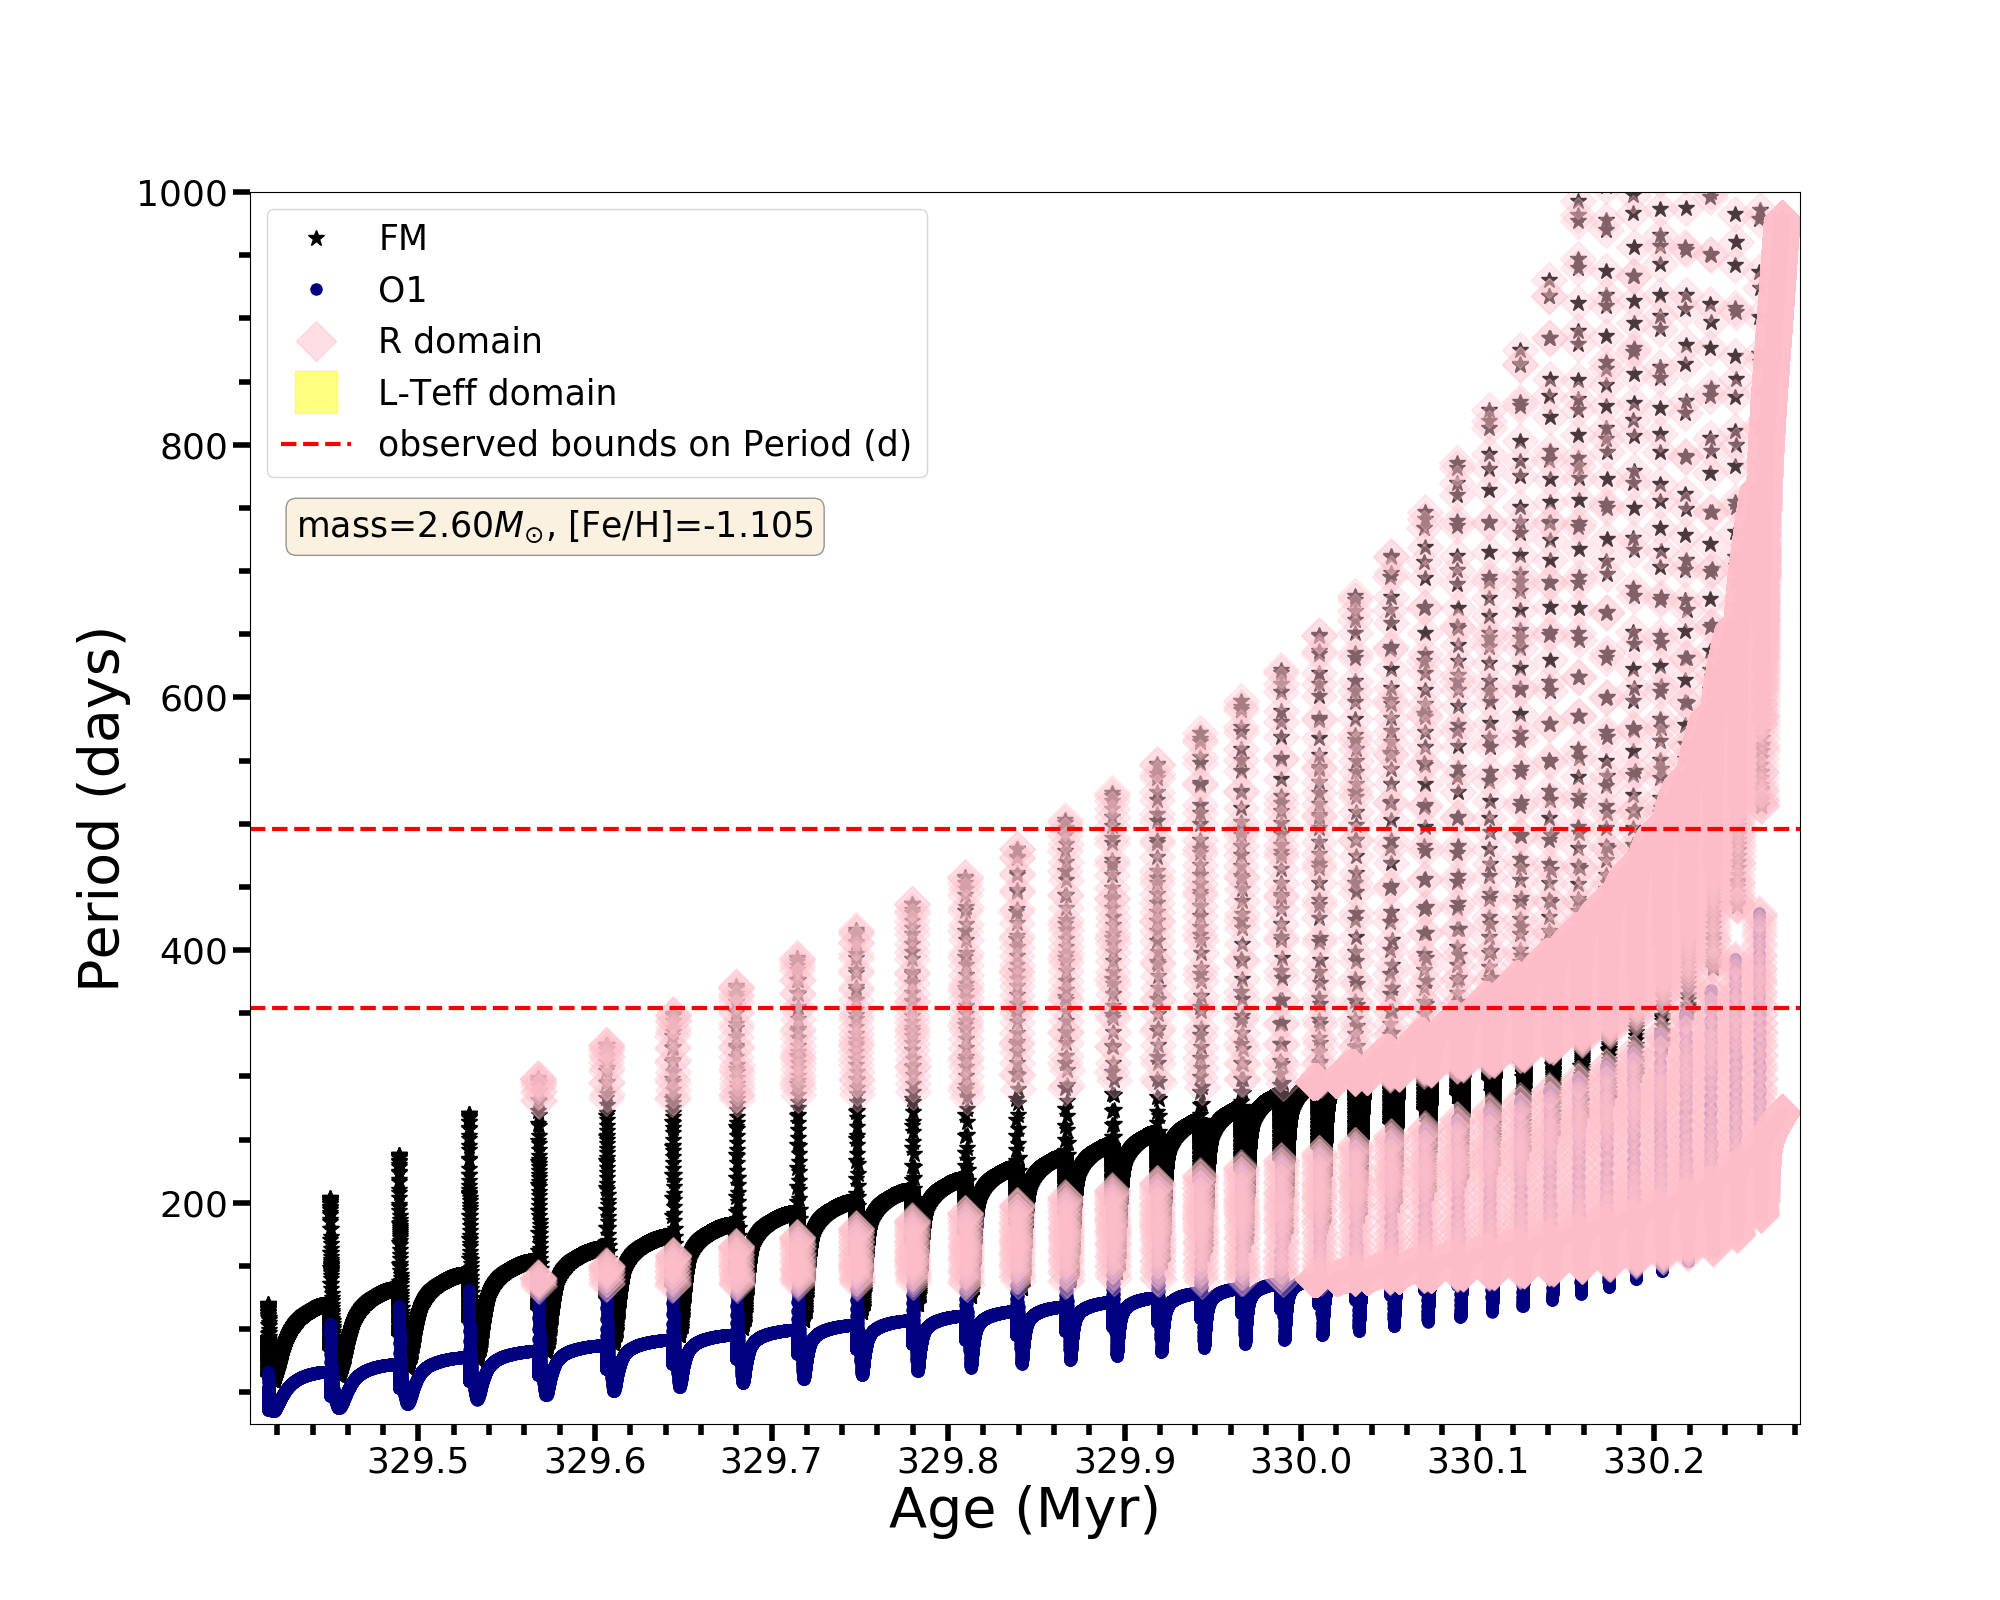 1000
800
600
400
200
Period (days)
FM
O1
R domain
L-Teff domain
observed bounds on Period (d)
mass=2.60M⊙, [Fe/H]=-1.105
329.5 329.6 329.7 329.8 329.9 330.0 330.1 330.2
Age (Myr)